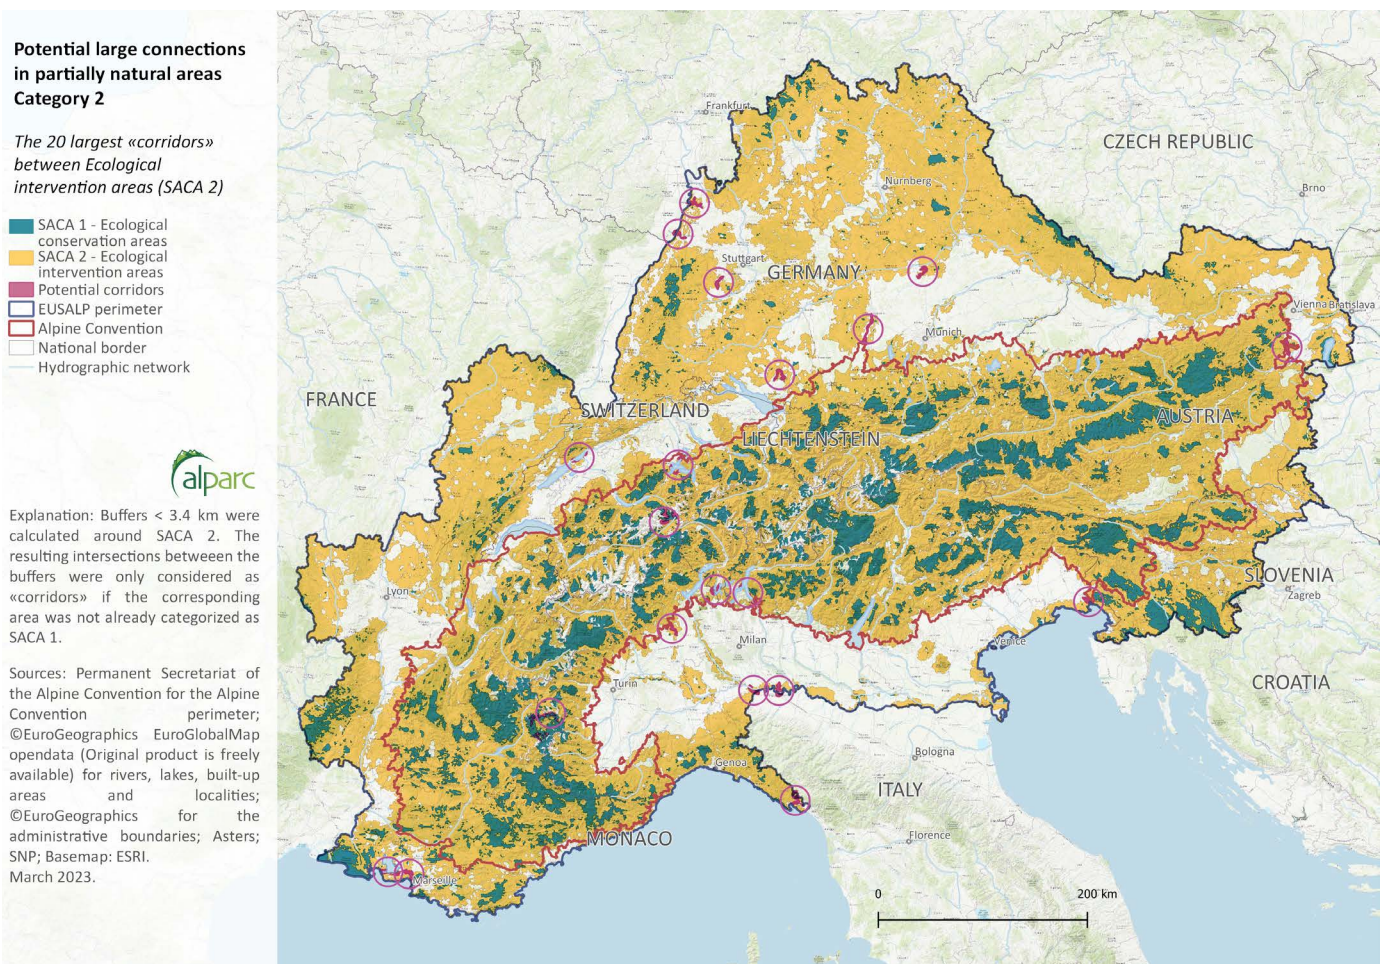 Potential large connections
in partially natural areas
Category 2
The 20 largest «corridors»
between Ecological
intervention areas (SACA 2)
SACA 1 - Ecological
conservation areas
SACA 2 - Ecological
intervention areas
Potential corridors
EUSALP perimeter
Alpine Convention
National border
Hydrographic network
alparc
Explanation: Buffers < 3.4 km were
calculated around SACA 2. The
resulting intersections betweeen the
buffers were only considered as
«corridors» if the corresponding
area was not already categorized as
SACA 1.
Sources: Permanent Secretariat of
the Alpine Convention for the Alpine
Convention perimeter;
©EuroGeographics EuroGlobalMap
opendata (Original product is freely
available) for rivers, lakes, built-up
areas and localities;
©EuroGeographics for the
administrative boundaries; Asters;
SNP; Basemap: ESRI.
March 2023.
Frankfurt
CZECH REPUBLIC
Nurnberg
Brno
Stuttgart
GERMANY
Vienna
Bratislava
Munich
FRANCE
SWITZERLAND
AUSTRIA
LIECHTENSTEIN
SLOVENIA
Lyon
Zagreb
Milan
Venice
Turin
CROATIA
Bologna
Genoa
ITALY
MONACO
Florence
Marseille
0
200 km